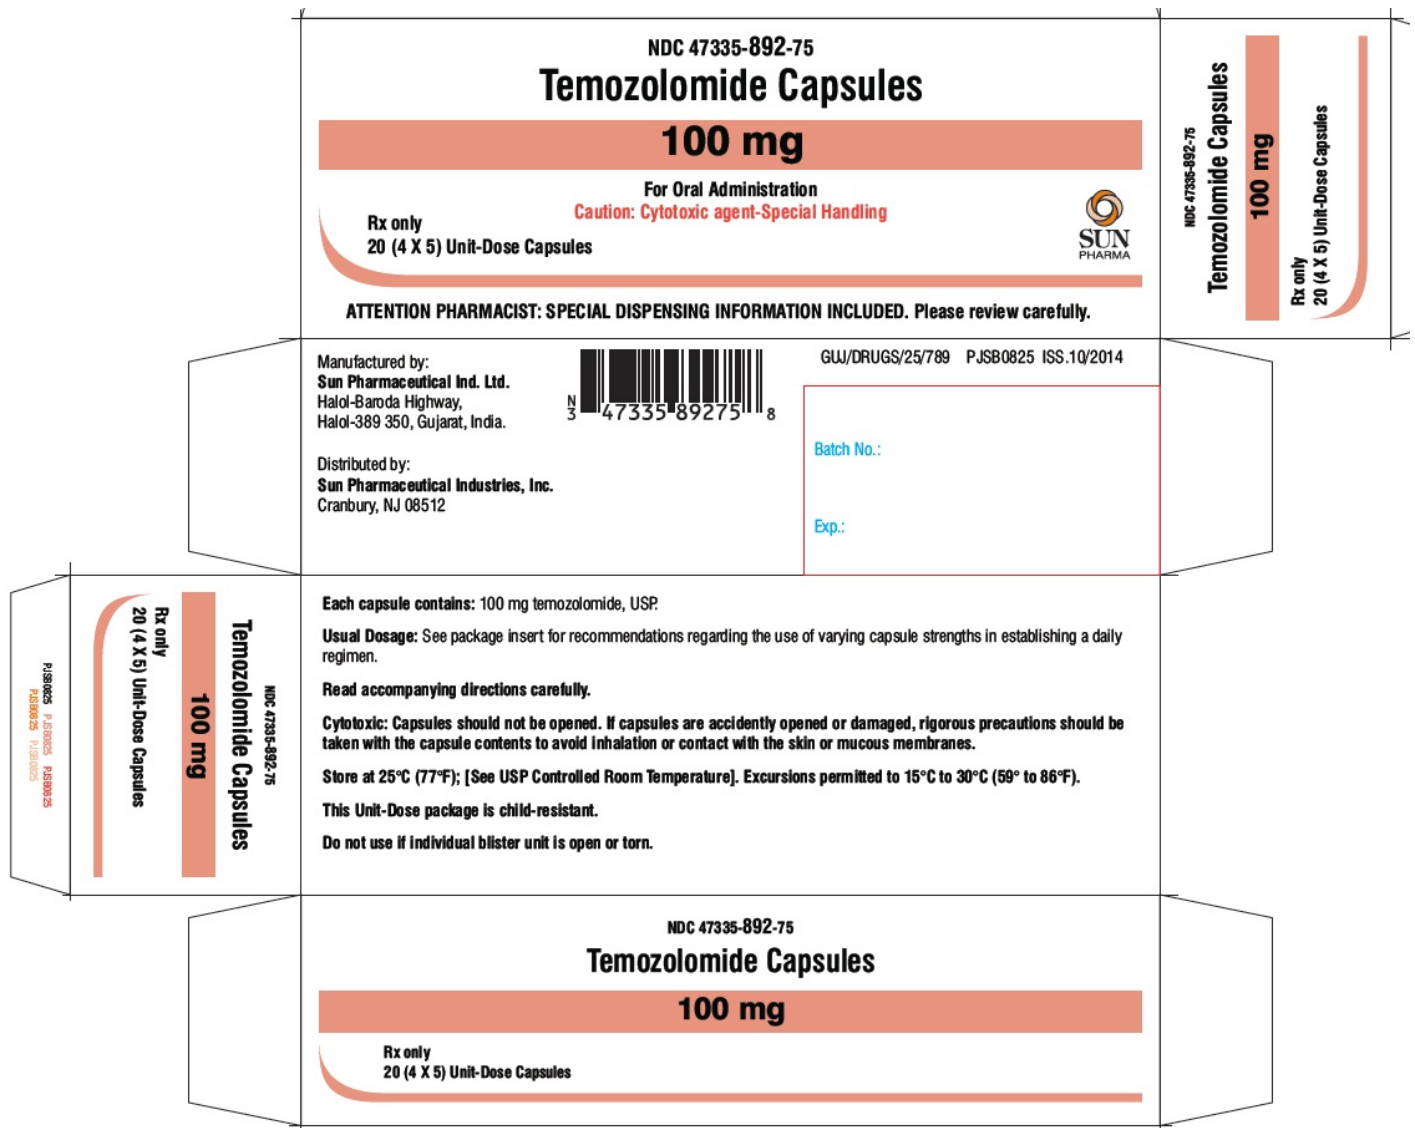 NDC 47335-892-75
Temozolomide Capsules
100 mg
For Oral Administration
Caution: Cytotoxic agent-Special Handling
Rx only
20 (4 X 5) Unit-Dose Capsules
SUN
PHARMA
ATTENTION PHARMACIST: SPECIAL DISPENSING INFORMATION INCLUDED. Please review carefully.
NDC 47335-892-75
Temozolomide Capsules
100 mg
Rx only
20 (4 X 5) Unit-Dose Capsules
Manufactured by:
Sun Pharmaceutical Ind. Ltd.
Halol-Baroda Highway,
Halol-389 350, Gujarat, India.
Distributed by:
Sun Pharmaceutical Industries, Inc.
Cranbury, NJ 08512
N
3 47335 89275 8
GUJ/DRUGS/25/789 PJSB0825 ISS.10/2014
Batch No.:
Exp.:
NDC 47335-892-75
Temozolomide Capsules
100 mg
Rx only
20 (4 X 5) Unit-Dose Capsules
PJSB0825 PJSB0825 PJSB0825
PJSB0825 PJSB0825
Each capsule contains: 100 mg temozolomide, USP.
Usual Dosage: See package insert for recommendations regarding the use of varying capsule strengths in establishing a daily
regimen.
Read accompanying directions carefully.
Cytotoxic: Capsules should not be opened. If capsules are accidently opened or damaged, rigorous precautions should be
taken with the capsule contents to avoid inhalation or contact with the skin or mucous membranes.
Store at 25°C (77°F); [See USP Controlled Room Temperature]. Excursions permitted to 15°C to 30°C (59° to 86°F).
This Unit-Dose package is child-resistant.
Do not use if individual blister unit is open or torn.
NDC 47335-892-75
Temozolomide Capsules
100 mg
Rx only
20 (4 X 5) Unit-Dose Capsules